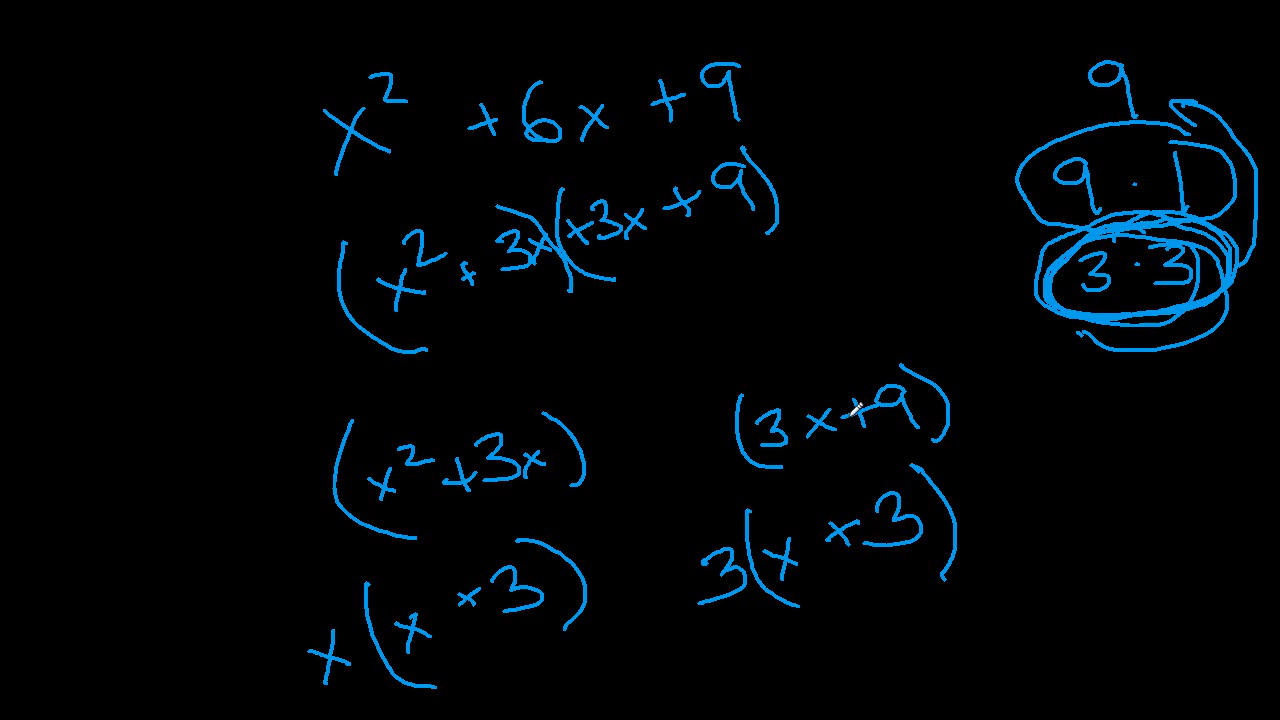 x² + 6x + 9
(x² + 3x)(+3x + 9)
(x² + 3x)
x(x + 3)
(3x + 9)
3(x + 3)
9
9 · 1
3 · 3